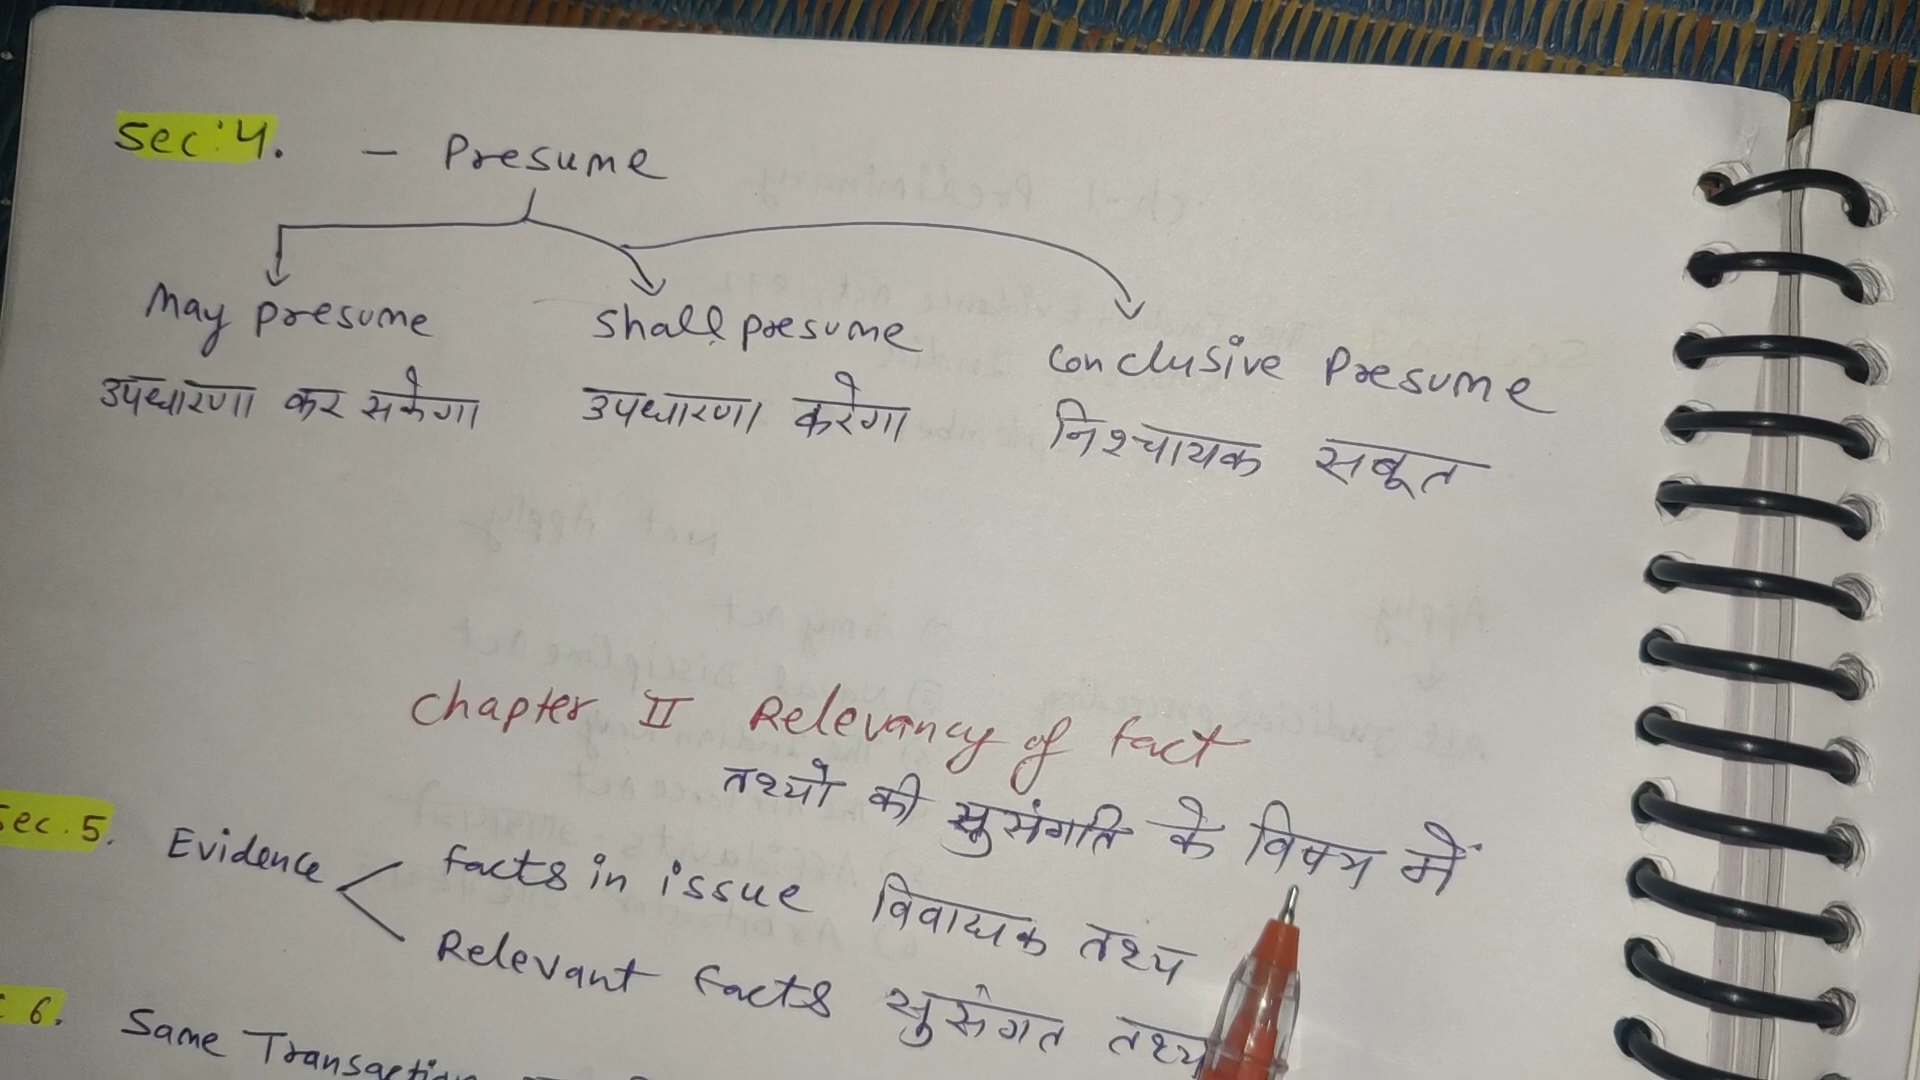 Sec: 4. - Presume
May presume shall presume conclusive Presume
उपधारणा कर सकेगा उपधारणा करेगा निश्चायक सबूत
Chapter II Relevancy of fact
तथ्यों की सुसंगति के विषय में
Sec. 5. Evidence facts in issue विवाद्यक तथ्य
Relevant facts सुसंगत तथ्य
6. Same Transaction